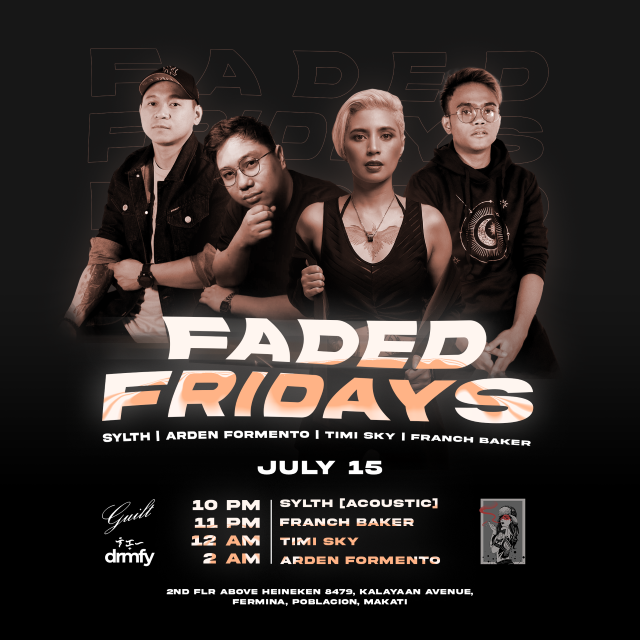 FADED
FRIDAYS
FADED
FRIDAYS
SYLTH | ARDEN FORMENTO | TIMI SKY | FRANCH BAKER
JULY 15
10 PM SYLTH [ACOUSTIC]
11 PM FRANCH BAKER
12 AM TIMI SKY
2 AM ARDEN FORMENTO
Guilt
drmfy
2ND FLR ABOVE HEINEKEN 8479, KALAYAAN AVENUE,
FERMINA, POBLACION, MAKATI